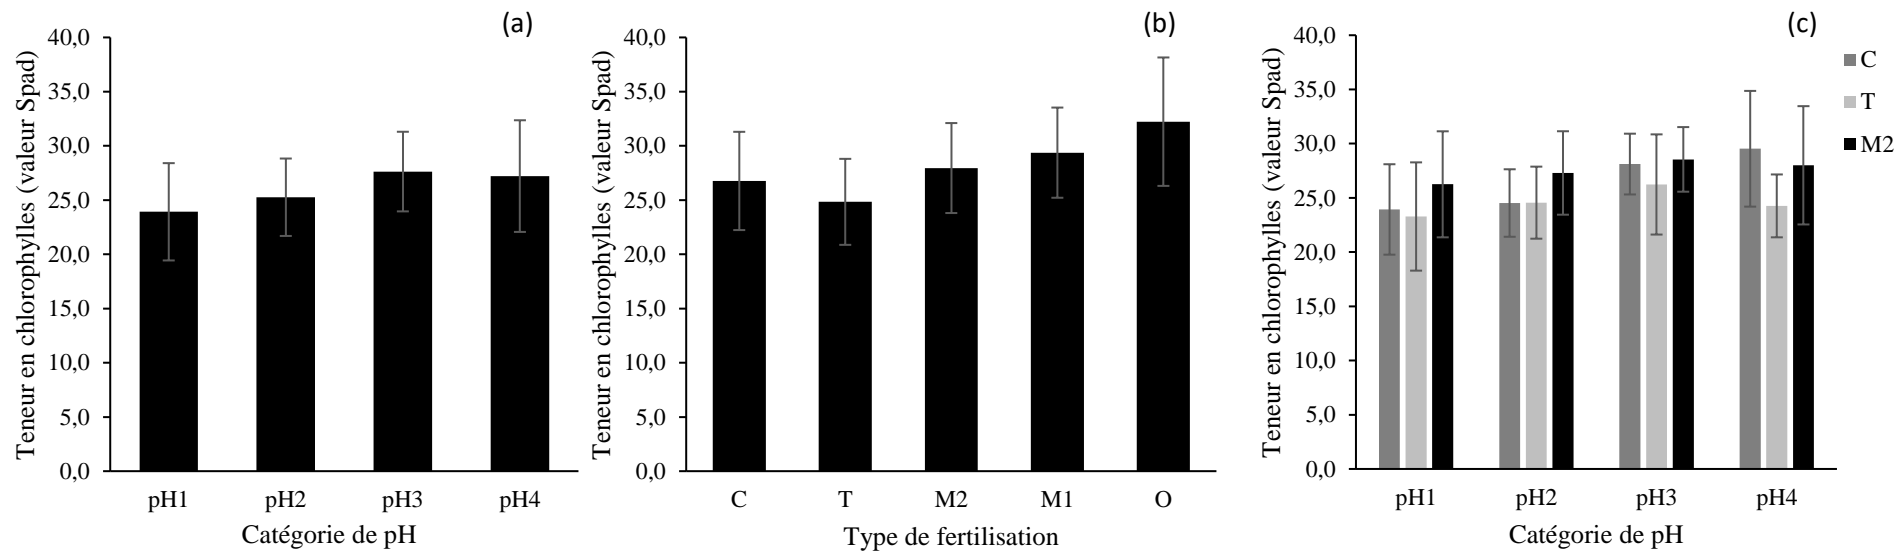 (a)
Teneur en chlorophylles (valeur Spad)
40,0
35,0
30,0
25,0
20,0
15,0
10,0
5,0
0,0
pH1 pH2 pH3 pH4
Catégorie de pH
(b)
Teneur en chlorophylles (valeur Spad)
40,0
35,0
30,0
25,0
20,0
15,0
10,0
5,0
0,0
C T M2 M1 O
Type de fertilisation
(c)
Teneur en chlorophylles (valeur Spad)
40,0
35,0
30,0
25,0
20,0
15,0
10,0
5,0
0,0
pH1 pH2 pH3 pH4
Catégorie de pH
C
T
M2